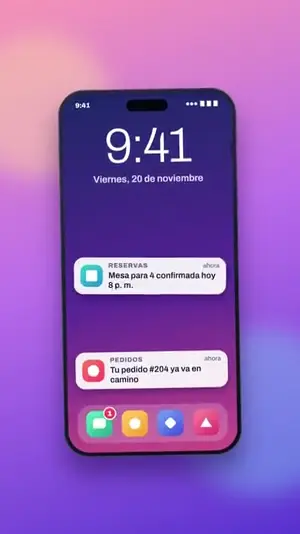 9:41
9:41
Viernes, 20 de noviembre
RESERVAS
ahora
Mesa para 4 confirmada hoy
8 p. m.
PEDIDOS
ahora
Tu pedido #204 ya va en
camino
1